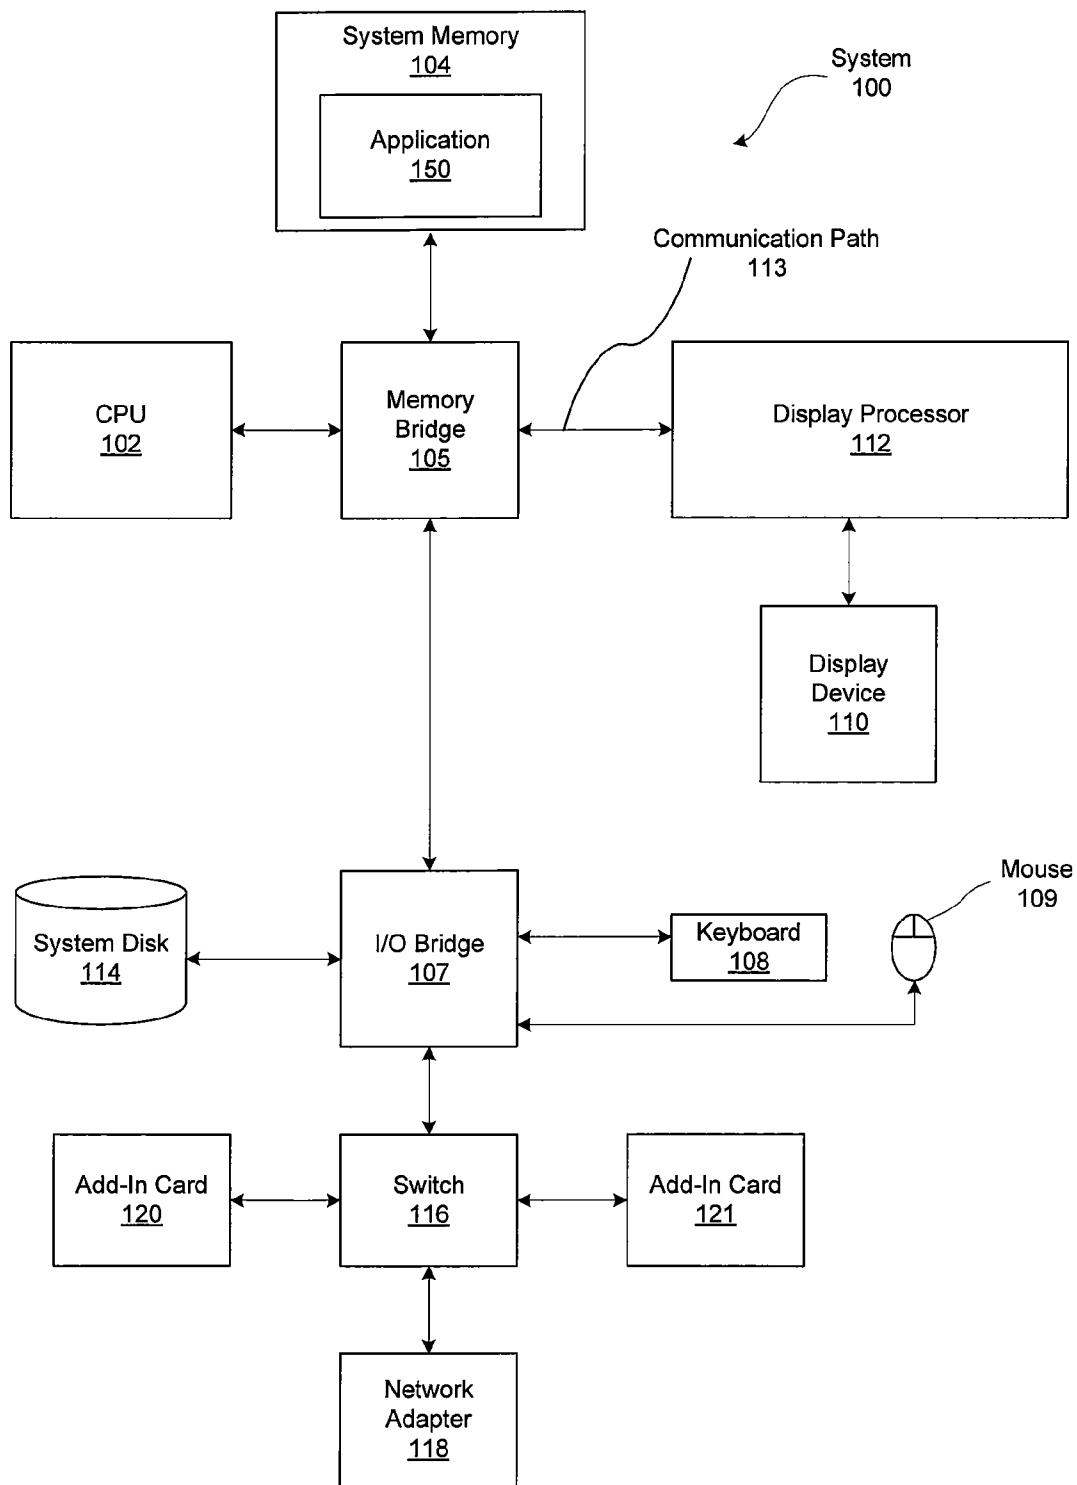 System Memory
104
Application
150
System
100
Communication Path
113
CPU
102
Memory
Bridge
105
Display Processor
112
Display
Device
110
System Disk
114
I/O Bridge
107
Keyboard
108
Mouse
109
Add-In Card
120
Switch
116
Add-In Card
121
Network
Adapter
118